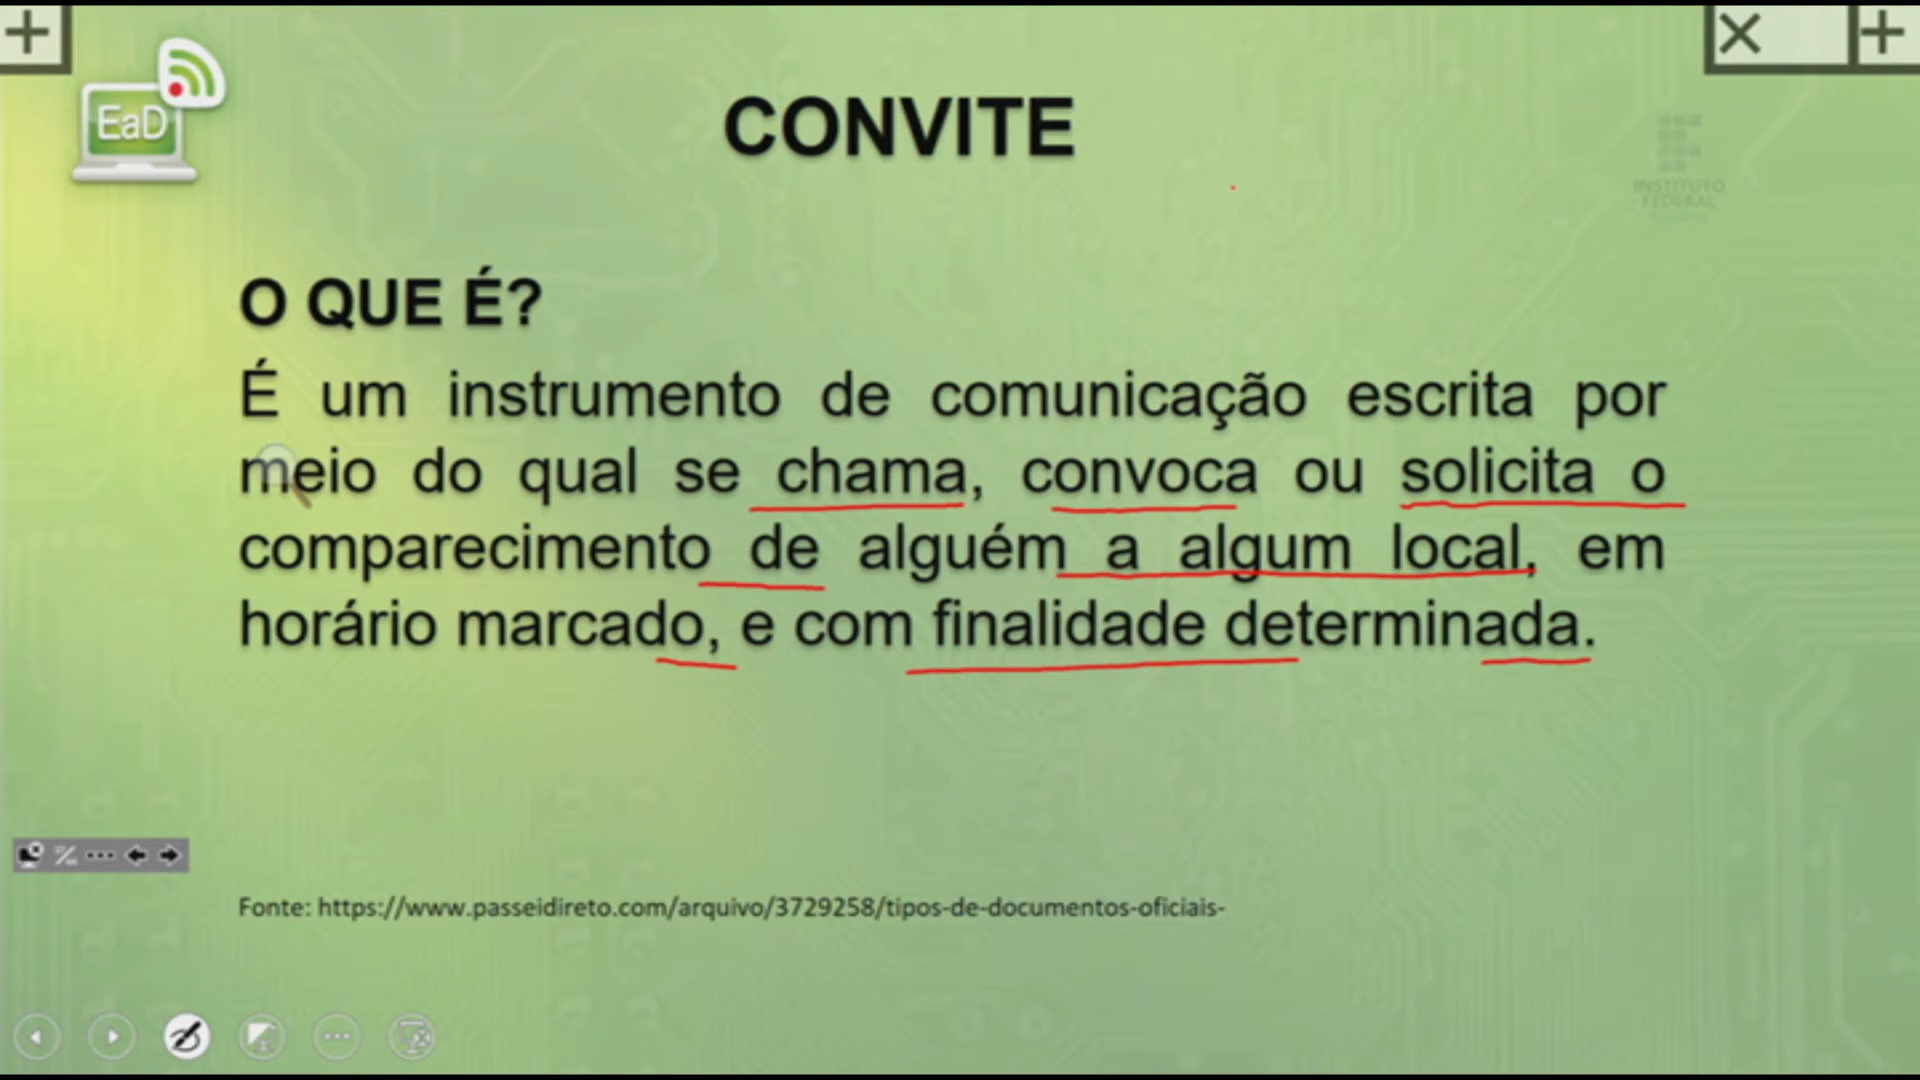 EaD
CONVITE
INSTITUTO
FEDERAL
O QUE É?
É um instrumento de comunicação escrita por
meio do qual se chama, convoca ou solicita o
comparecimento de alguém a algum local, em
horário marcado, e com finalidade determinada.
Fonte: https://www.passeidireto.com/arquivo/3729258/tipos-de-documentos-oficiais-